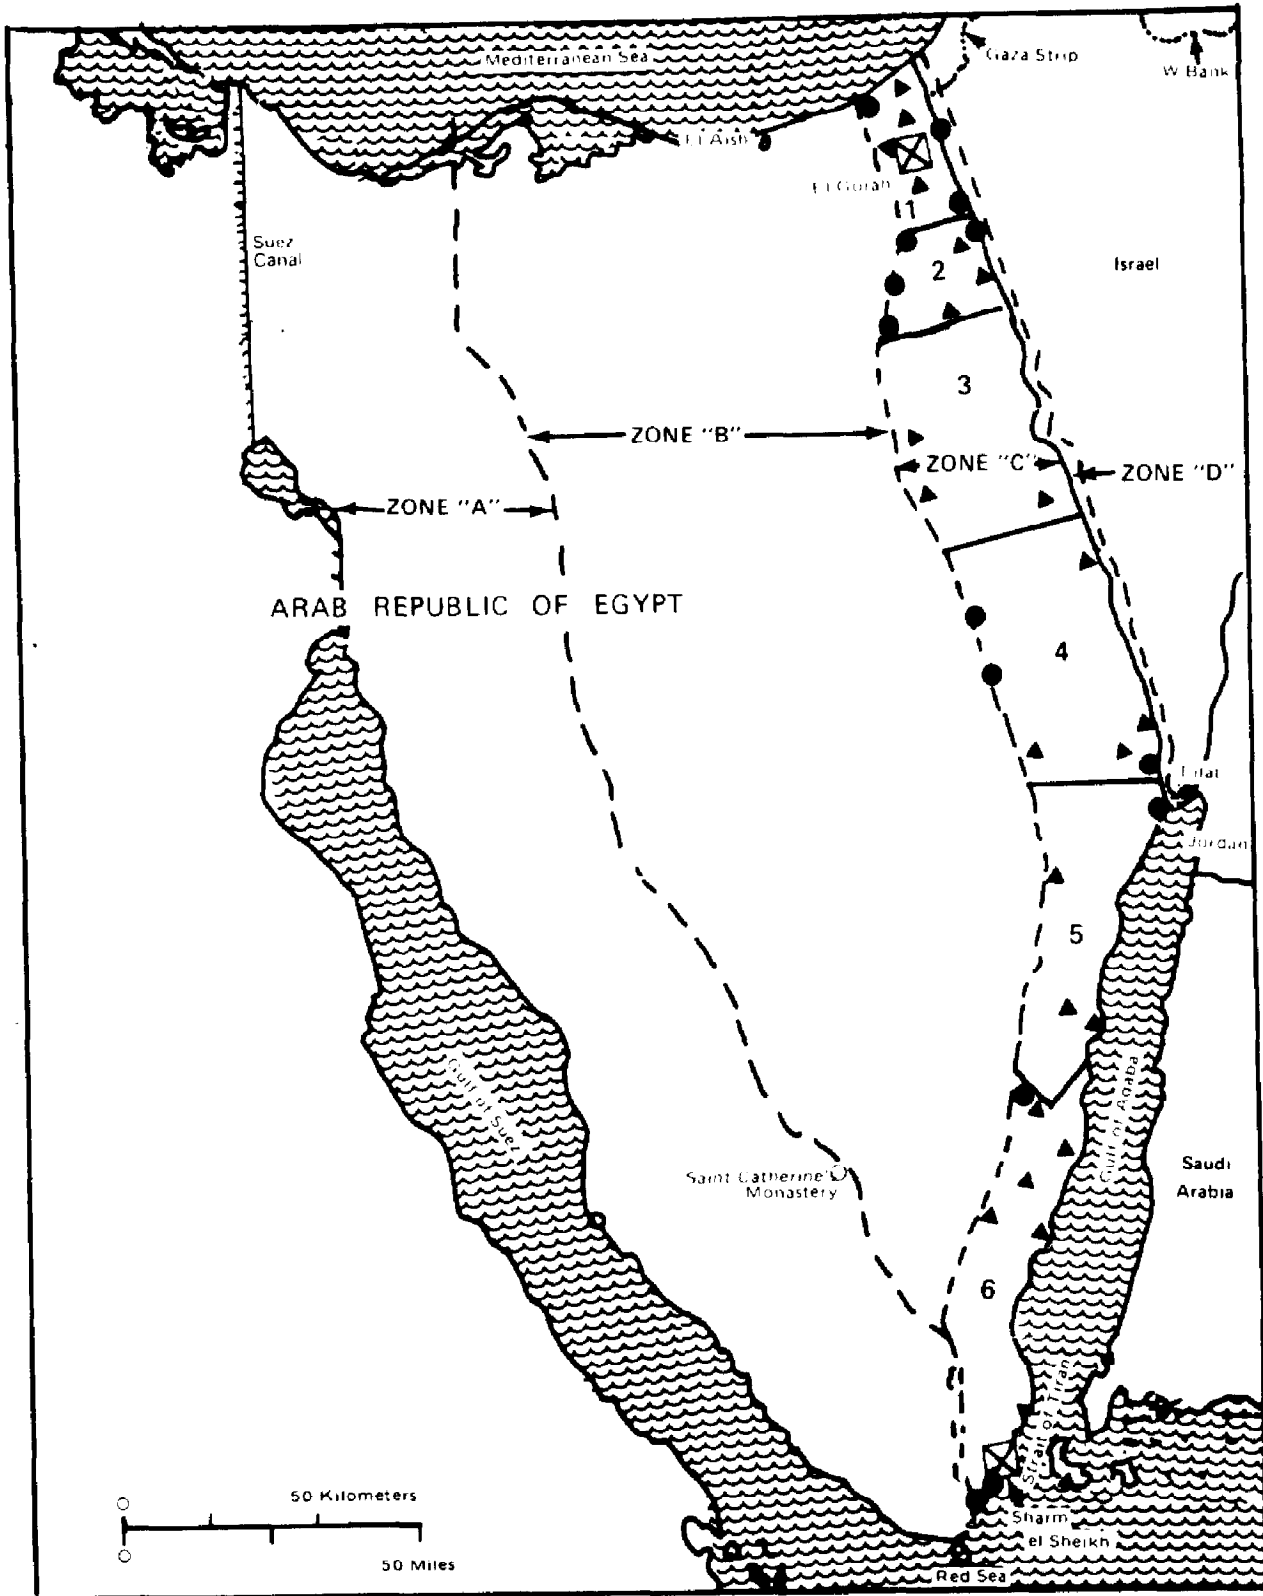 Mediterranean Sea
Gaza Strip
W. Bank
El Arish
El Gorah
1
Suez
Canal
2
Israel
3
ZONE "B"
ZONE "C"
ZONE "D"
ZONE "A"
ARAB REPUBLIC OF EGYPT
4
Eilat
Jordan
5
Gulf of Suez
Gulf of Aqaba
Saint Catherine's
Monastery
Saudi
Arabia
6
Strait of Tiran
0
50 Kilometers
0
50 Miles
Sharm
el Sheikh
Red Sea